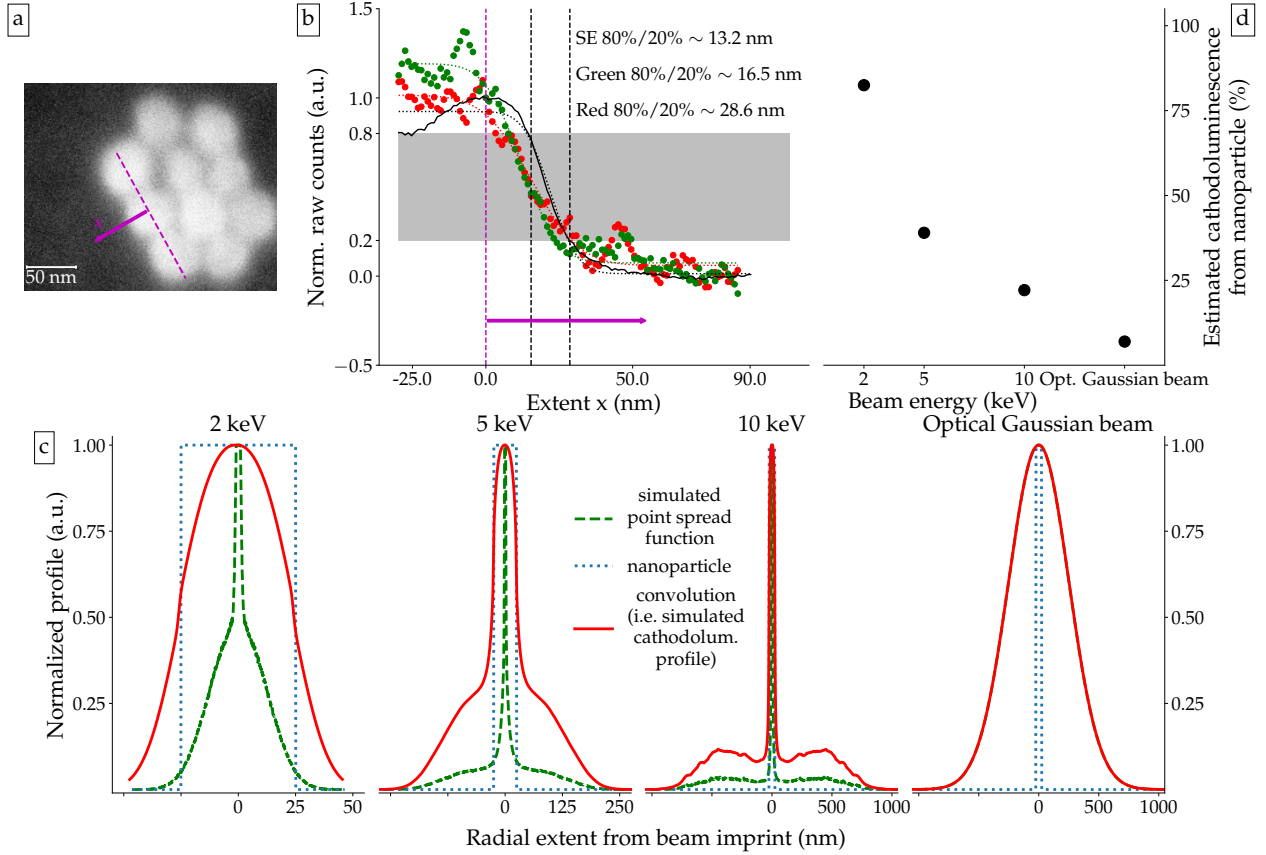 a
50 nm
b
1.5
1.0
0.8
0.2
0.0
−0.5
Norm. raw counts (a.u.)
SE 80%/20% ∼ 13.2 nm
Green 80%/20% ∼ 16.5 nm
Red 80%/20% ∼ 28.6 nm
-25.0 0.0 50.0 90.0
Extent x (nm)
d
100
75
50
25
Estimated cathodoluminescence
from nanoparticle (%)
2 5 10 Opt. Gaussian beam
Beam energy (keV)
c
2 keV
5 keV
10 keV
Optical Gaussian beam
1.00
0.75
0.50
0.25
Normalized profile (a.u.)
simulated
point spread
function
nanoparticle
convolution
(i.e. simulated
cathodolum.
profile)
1.00
0.75
0.50
0.25
0 25
0 125 250
0 500 1000
0 500 1000
Radial extent from beam imprint (nm)